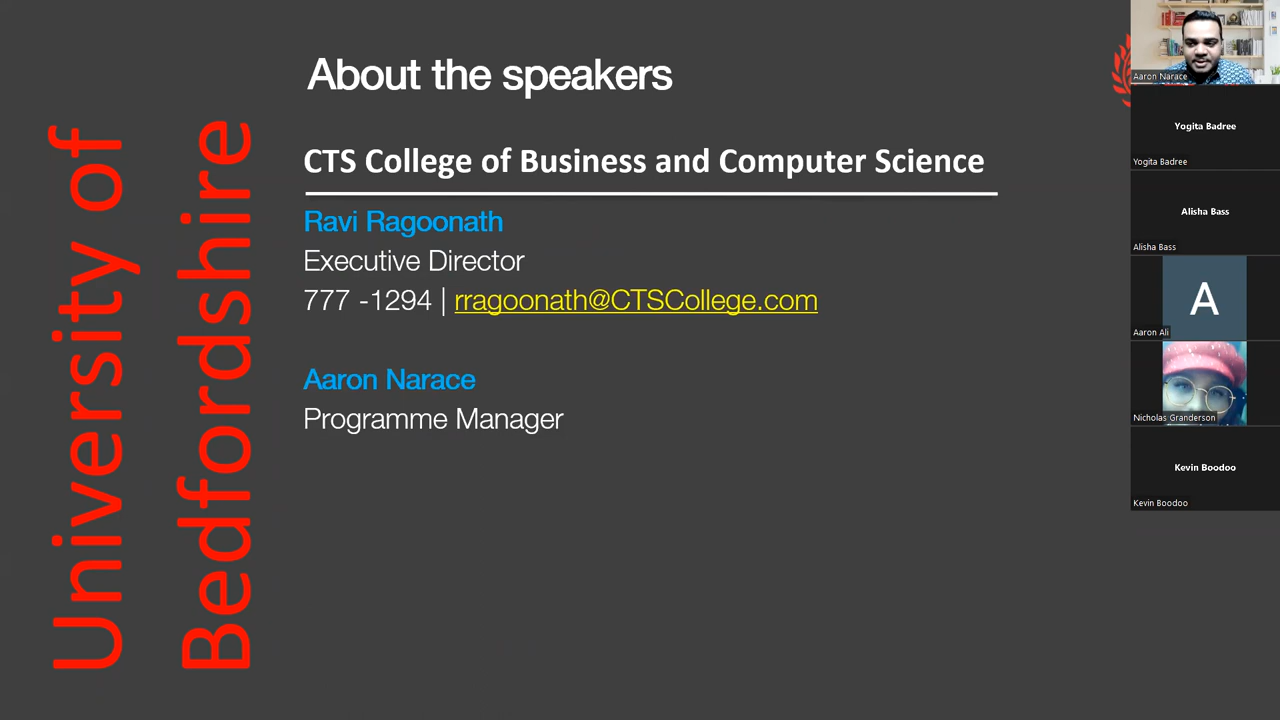 About the speakers
CTS College of Business and Computer Science
Ravi Ragoonath
Executive Director
777 -1294 | rragoonath@CTSCollege.com
Aaron Narace
Programme Manager
University of
Bedfordshire
Aaron Narace
Yogita Badree
Yogita Badree
Alisha Bass
Alisha Bass
A
Aaron Ali
Nicholas Granderson
Kevin Boodoo
Kevin Boodoo